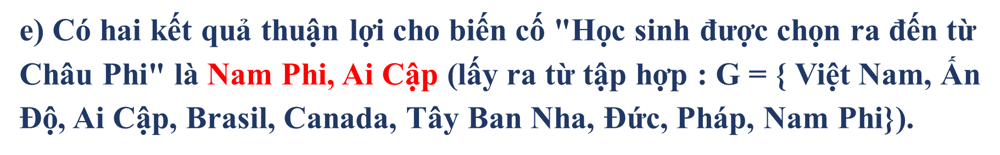 e) Có hai kết quả thuận lợi cho biến cố "Học sinh được chọn ra đến từ
Châu Phi" là Nam Phi, Ai Cập (lấy ra từ tập hợp : G = { Việt Nam, Ấn
Độ, Ai Cập, Brasil, Canada, Tây Ban Nha, Đức, Pháp, Nam Phi}).